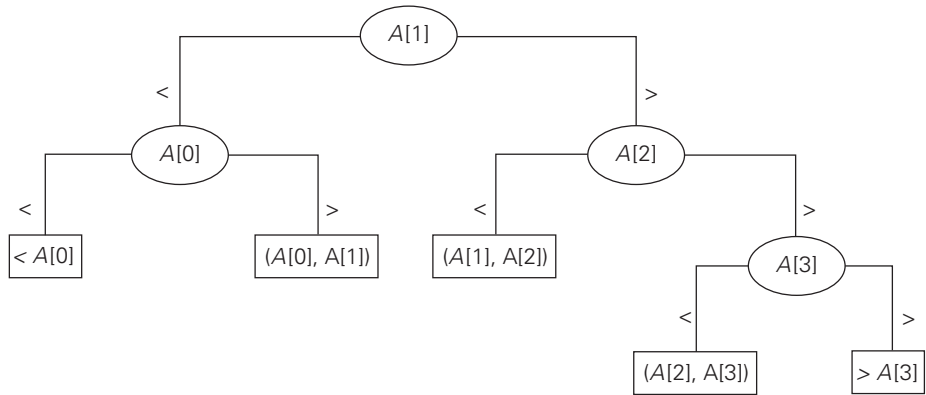 A[1]
<
>
A[0]
A[2]
<
>
<
>
< A[0]
(A[0], A[1])
(A[1], A[2])
A[3]
<
>
(A[2], A[3])
> A[3]